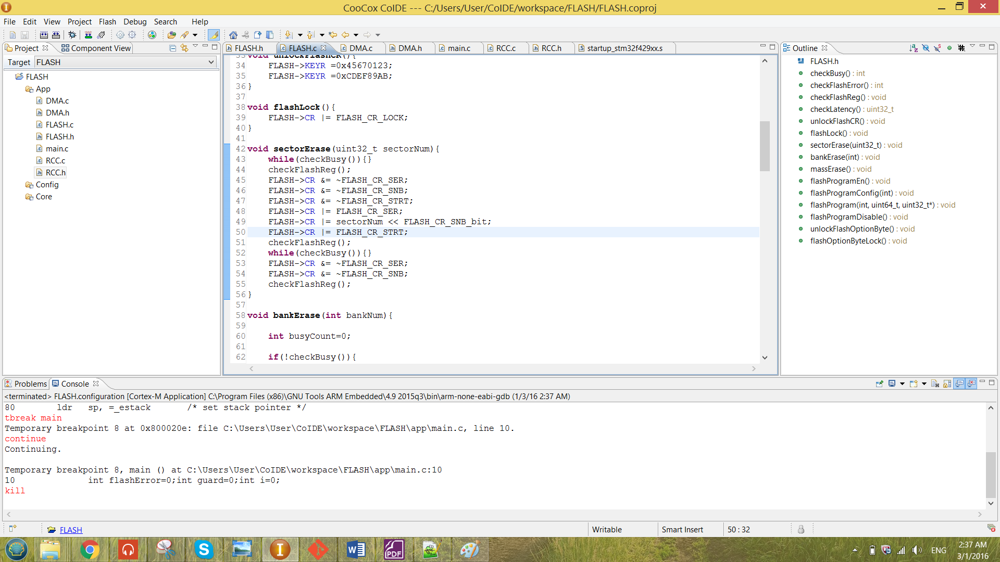 CooCox CoIDE --- C:/Users/User/CoIDE/workspace/FLASH/FLASH.coproj
File Edit View Project Flash Debug Search Help
Project
Component View
Target FLASH
FLASH
App
DMA.c
DMA.h
FLASH.c
FLASH.h
main.c
RCC.c
RCC.h
Config
Core
FLASH.h FLASH.c DMA.c DMA.h main.c RCC.c RCC.h startup_stm32f429xx.s
33 void unlockFlashCR(){
34     FLASH->KEYR =0x45670123;
35     FLASH->KEYR =0xCDEF89AB;
36 }
37
38 void flashLock(){
39     FLASH->CR |= FLASH_CR_LOCK;
40 }
41
42 void sectorErase(uint32_t sectorNum){
43     while(checkBusy()){}
44     checkFlashReg();
45     FLASH->CR &= ~FLASH_CR_SER;
46     FLASH->CR &= ~FLASH_CR_SNB;
47     FLASH->CR &= ~FLASH_CR_STRT;
48     FLASH->CR |= FLASH_CR_SER;
49     FLASH->CR |= sectorNum << FLASH_CR_SNB_bit;
50     FLASH->CR |= FLASH_CR_STRT;
51     checkFlashReg();
52     while(checkBusy()){}
53     FLASH->CR &= ~FLASH_CR_SER;
54     FLASH->CR &= ~FLASH_CR_SNB;
55     checkFlashReg();
56 }
57
58 void bankErase(int bankNum){
59
60     int busyCount=0;
61
62     if(!checkBusy()){
Outline
FLASH.h
checkBusy() : int
checkFlashError() : int
checkFlashReg() : void
checkLatency() : uint32_t
unlockFlashCR() : void
flashLock() : void
sectorErase(uint32_t) : void
bankErase(int) : void
massErase() : void
flashProgramEn() : void
flashProgramConfig(int) : void
flashProgram(int, uint64_t, uint32_t*) : void
flashProgramDisable() : void
unlockFlashOptionByte() : void
flashOptionByteLock() : void
Problems Console
<terminated> FLASH.configuration [Cortex-M Application] C:\Program Files (x86)\GNU Tools ARM Embedded\4.9 2015q3\bin\arm-none-eabi-gdb (1/3/16 2:37 AM)
80        ldr   sp, =_estack       /* set stack pointer */
tbreak main
Temporary breakpoint 8 at 0x800020e: file C:\Users\User\CoIDE\workspace\FLASH\app\main.c, line 10.
continue
Continuing.
Temporary breakpoint 8, main () at C:\Users\User\CoIDE\workspace\FLASH\app\main.c:10
10              int flashError=0;int guard=0;int i=0;
kill
FLASH
Writable
Smart Insert
50 : 32
ENG
2:37 AM
3/1/2016
PDF